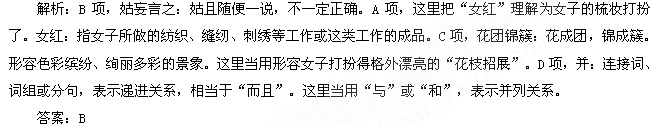 解析：B 项，姑妄言之：姑且随便一说，不一定正确。A 项，这里把“女红”理解为女子的梳妆打扮
了。女红：指女子所做的纺织、缝纫、刺绣等工作或这类工作的成品。C 项，花团锦簇：花成团，锦成簇。
形容色彩缤纷、绚丽多彩的景象。这里当用形容女子打扮得格外漂亮的“花枝招展”。D 项，并：连接词、
词组或分句，表示递进关系，相当于“而且”。这里当用“与”或“和”，表示并列关系。
答案：B